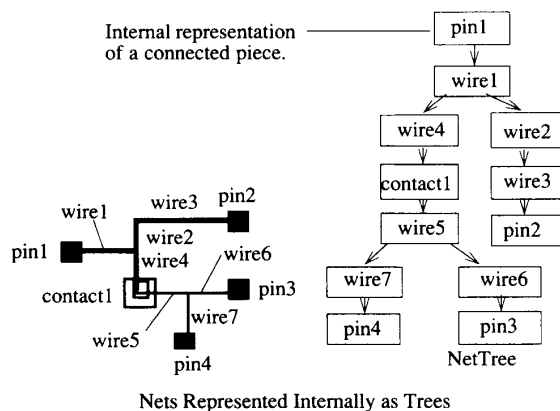 Internal representation
of a connected piece.
pin1
wire1
wire4
wire2
contact1
wire3
wire5
pin2
wire7
wire6
pin4
pin3
NetTree
wire1
wire3
pin2
pin1
wire2
wire4
wire6
contact1
pin3
wire5
wire7
pin4
Nets Represented Internally as Trees